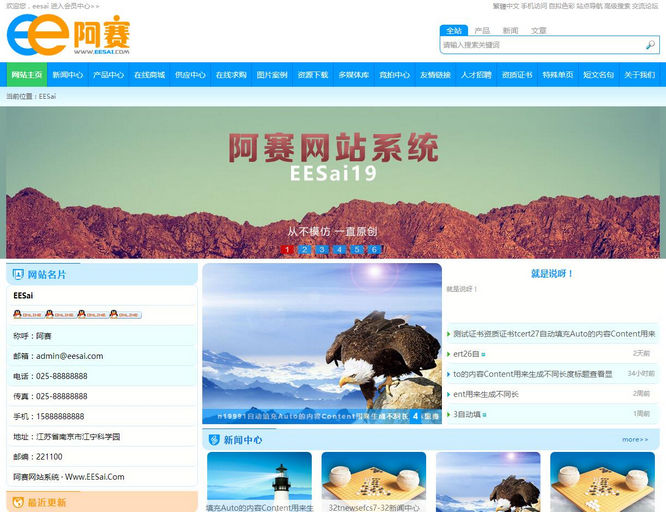 欢迎您，eesai 进入会员中心>>
繁體中文 手机访问 自拟色彩 站点导航 高级搜索 交流论坛
阿赛
WWW.EESAI.COM
全站 产品 新闻 文章
请输入搜索关键词
网站主页 新闻中心 产品中心 在线商城 供应中心 在线求购 图片案例 资源下载 多媒体库 竞拍中心 友情链接 人才招聘 资质证书 特殊单页 短文名句 关于我们
当前位置：EESai
阿赛网站系统
EESai19
从不模仿 一直原创
1 2 3 4 5 6
网站名片
EESai
ONLINE ONLINE ONLINE ONLINE
称呼：阿赛
邮箱：admin@eesai.com
电话：025-88888888
传真：025-8888888
手机：15888888888
地址：江苏省南京市江宁科学园
邮编：221100
阿赛网站系统 - Www.EESai.Com
最近更新
n19991自动填充Auto的内容Content用来生成不同长 4
就是说呀！
就是说呀！
测试证书资质证书tcert27自动填充Auto的内容Content用来
ert26自 2天前
to的内容Content用来生成不同长度标题查看显 34小时前
ent用来生成不同长 2周前
3自动填 1周前
新闻中心 more>>
填充Auto的内容Content用来生
32tnewsefcs7-32新闻中心